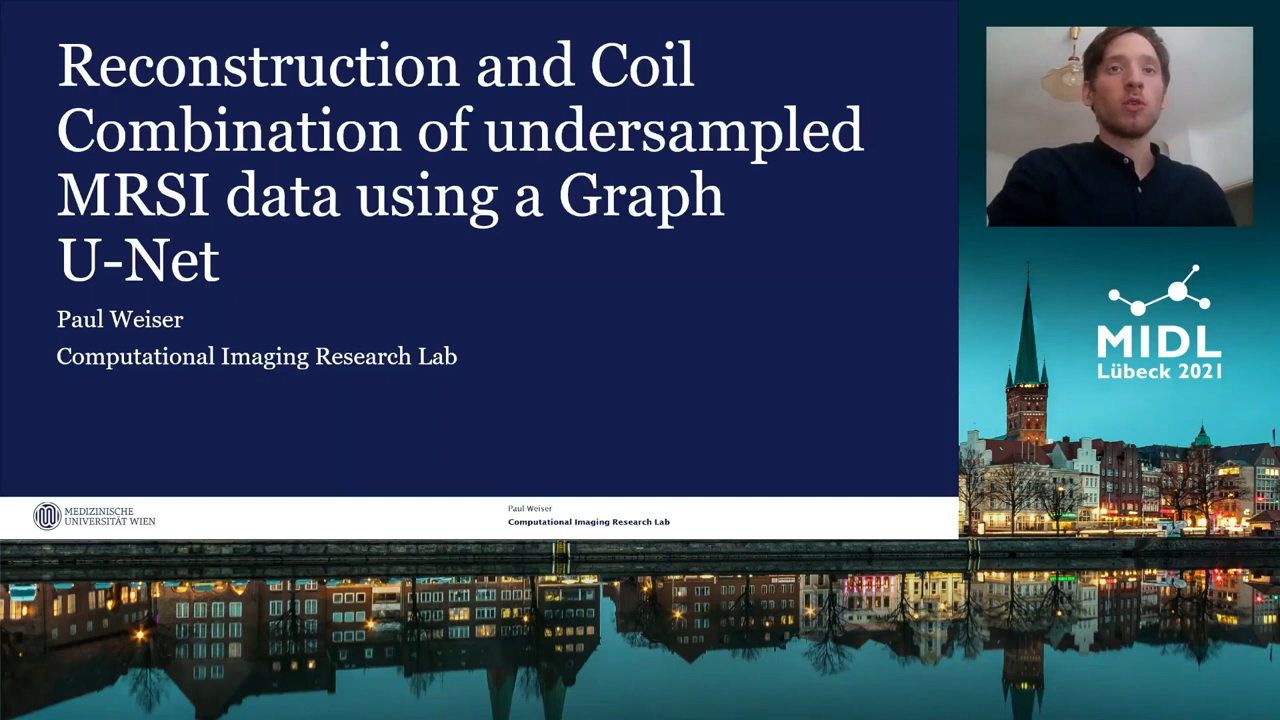 Reconstruction and Coil
Combination of undersampled
MRSI data using a Graph
U-Net
Paul Weiser
Computational Imaging Research Lab
MEDIZINISCHE
UNIVERSITÄT WIEN
Paul Weiser
Computational Imaging Research Lab
MIDL
Lübeck 2021